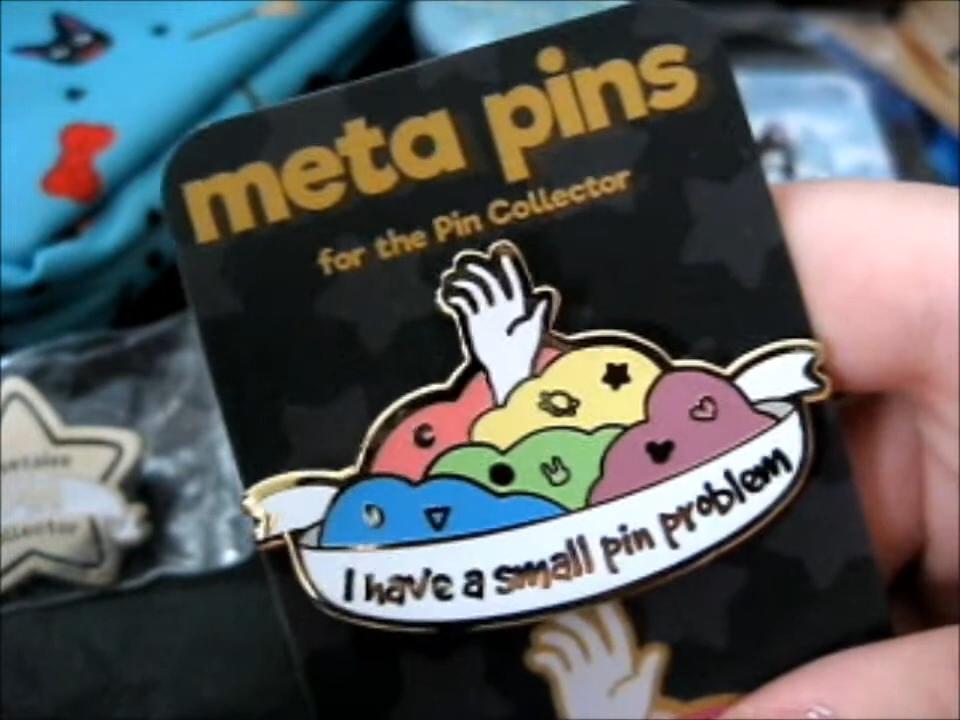 meta pins
for the Pin Collector
I have a small pin problem